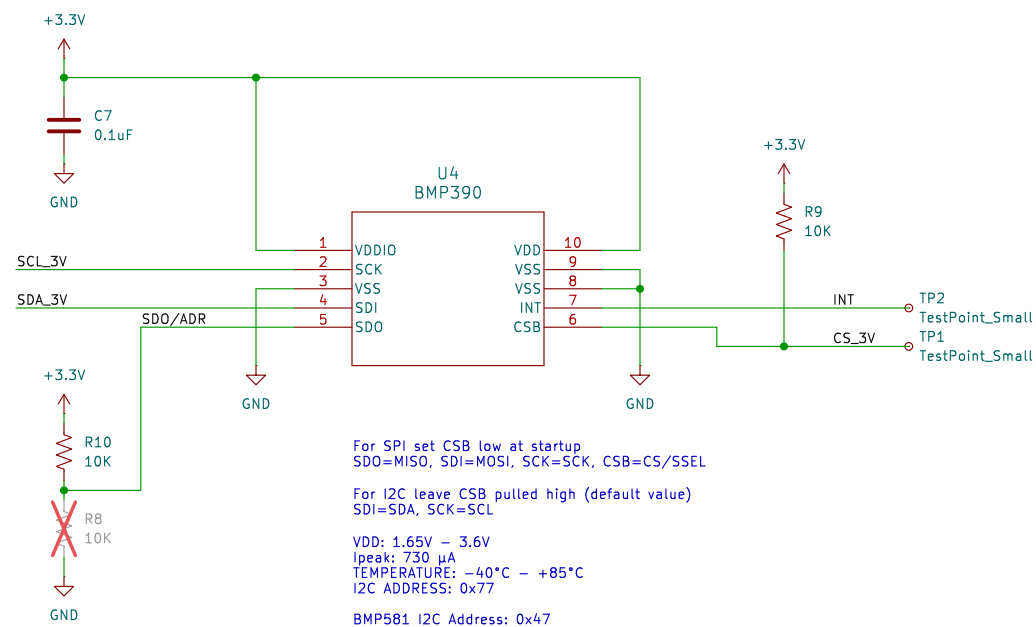 +3.3V
C7
0.1uF
GND
U4
BMP390
+3.3V
R9
10K
1
VDDIO
VDD
10
SCL_3V
2
SCK
VSS
9
3
VSS
VSS
8
SDA_3V
4
SDI
INT
7
INT
TP2
TestPoint_Small
SDO/ADR
5
SDO
CSB
6
CS_3V
TP1
TestPoint_Small
GND
GND
+3.3V
R10
10K
R8
10K
GND
For SPI set CSB low at startup
SDO=MISO, SDI=MOSI, SCK=SCK, CSB=CS/SSEL
For I2C leave CSB pulled high (default value)
SDI=SDA, SCK=SCL
VDD: 1.65V - 3.6V
Ipeak: 730 µA
TEMPERATURE: -40°C - +85°C
I2C ADDRESS: 0x77
BMP581 I2C Address: 0x47